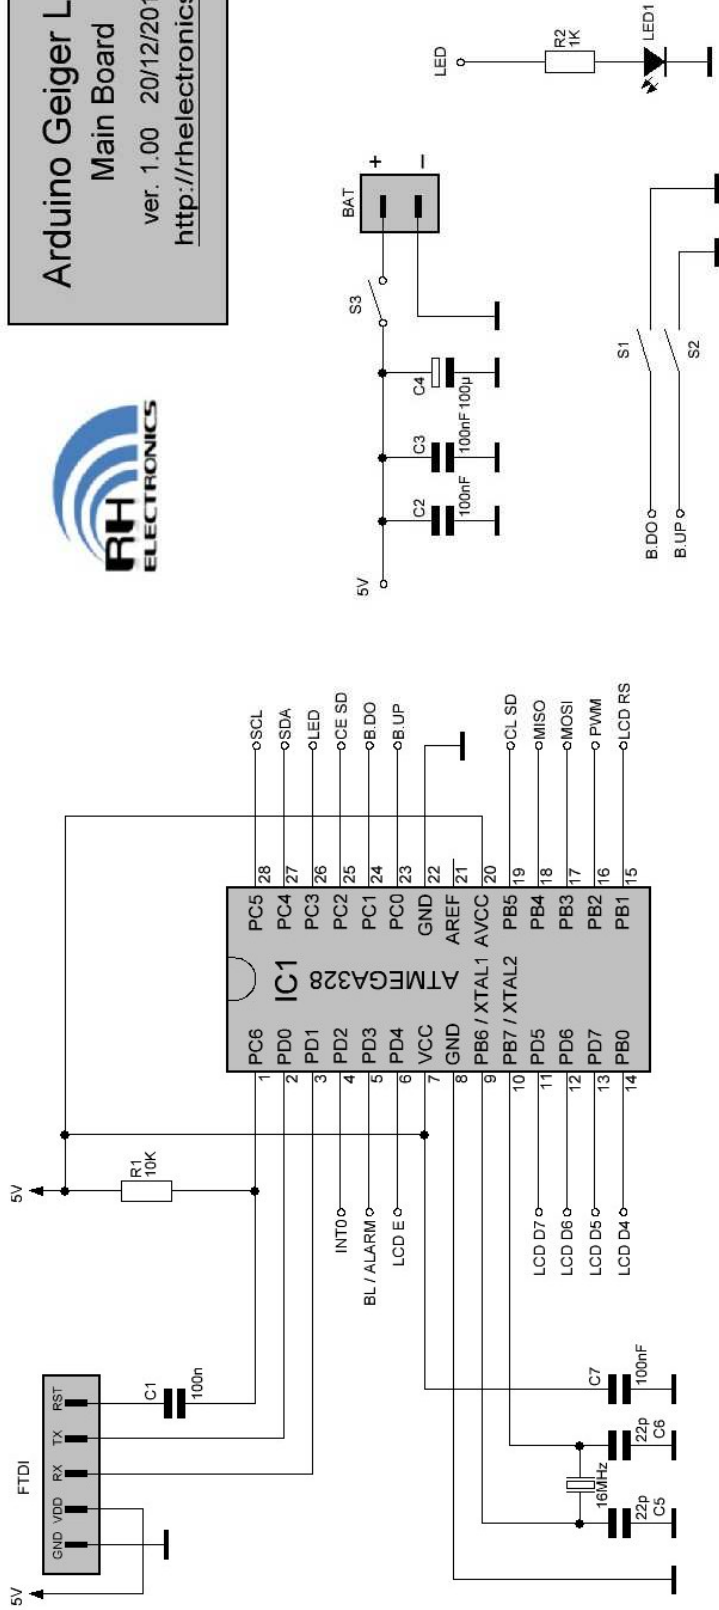 FTDI
GND
VDD
RX
TX
RST
5V
5V
C1
100n
R1
10K
INT0
BL / ALARM
LCD E
LCD D7
LCD D6
LCD D5
LCD D4
16MHz
22p
C5
22p
C6
C7
100nF
IC1
ATMEGA328
1 PC6
2 PD0
3 PD1
4 PD2
5 PD3
6 PD4
7 VCC
8 GND
9 PB6 / XTAL1
10 PB7 / XTAL2
11 PD5
12 PD6
13 PD7
14 PB0
PC5 28 SCL
PC4 27 SDA
PC3 26 LED
PC2 25 CE SD
PC1 24 B.DO
PC0 23 B.UP
GND 22
AREF 21
AVCC 20
PB5 19 CL SD
PB4 18 MISO
PB3 17 MOSI
PB2 16 PWM
PB1 15 LCD RS
RH
ELECTRONICS
Arduino Geiger
Main Board
ver. 1.00 20/12/201
http://rhelectronics
5V
C2
100nF
C3
100nF
C4
100µ
S3
BAT
+
−
B.DO
B.UP
S1
S2
LED
R2
1K
LED1